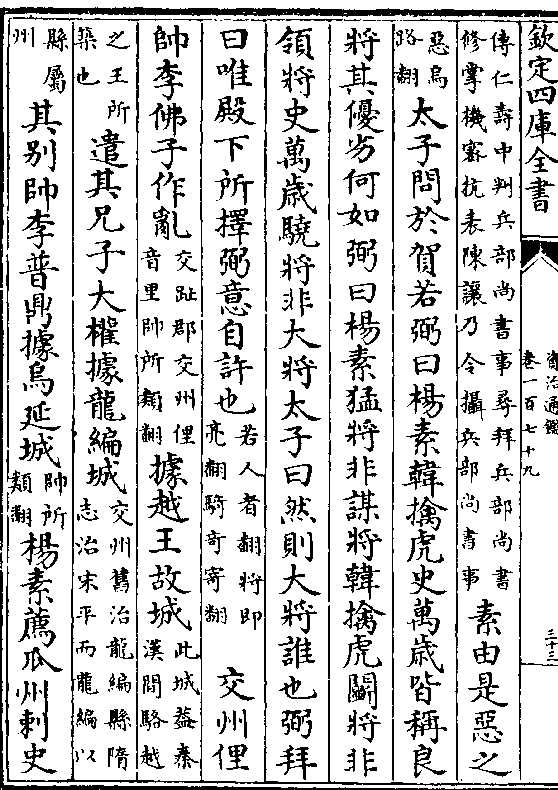 欽定四庫全書
資治通鑑
卷一百七十九
三十三
傳仁壽中判兵部尚書事尋拜兵部尚書
修掌機密抗表陳讓乃令攝兵部尚書事
素由是惡之
惡烏
路翻
太子問於賀若弼曰楊素韓擒虎史萬歲皆稱良
將其優劣何如弼曰楊素猛將非謀將韓擒虎鬬將非
領將史萬歲驍將非大將太子曰然則大將誰也弼拜
曰唯殿下所擇弼意自許也
若人者翻將即
亮翻騎奇寄翻
交州俚
帥李佛子作亂
交趾郡交州俚
音里帥所類翻
據越王故城
此城蓋秦
漢間駱越
之王所
築也
遣其兄子大權據龍編城
交州舊治龍編縣隋
志治宋平而龍編以
縣屬
州
其別帥李普鼎據烏延城
帥所
類翻
楊素薦瓜州刺史